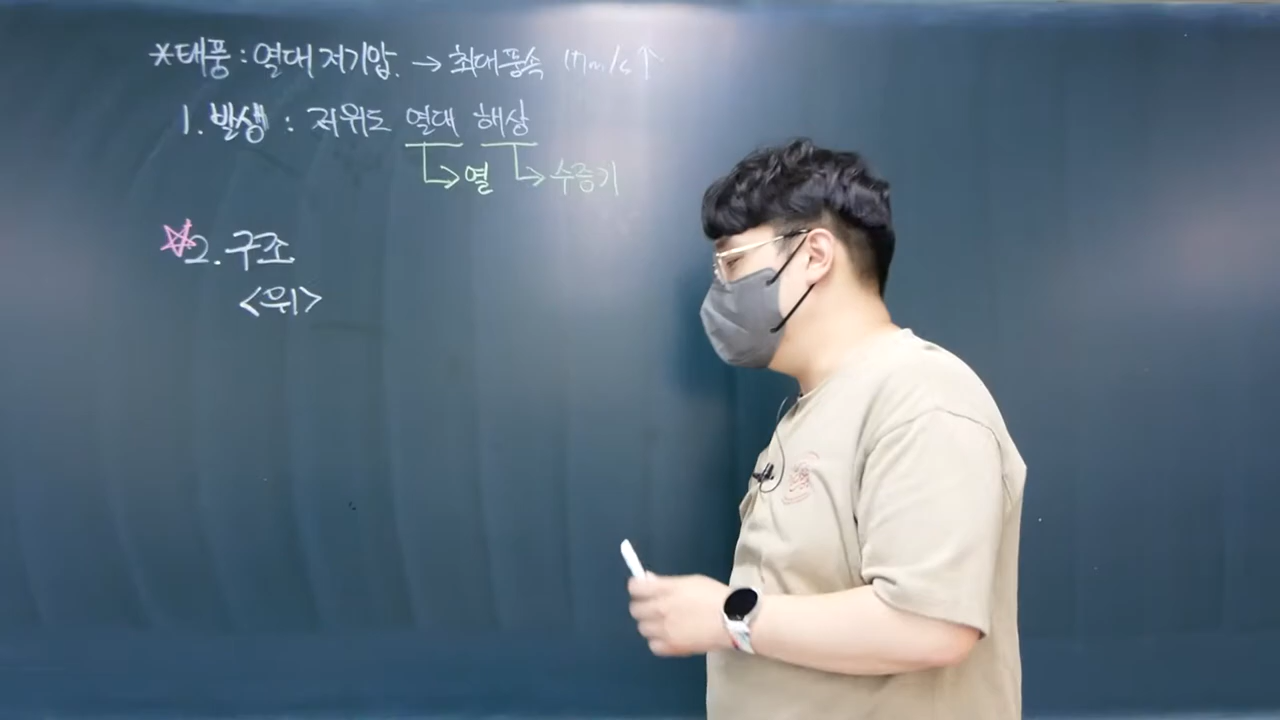 *태풍 : 열대 저기압. → 최대풍속 17m/s↑
1. 발생 : 저위도 열대 해상
→열 →수증기
☆2. 구조
<위>